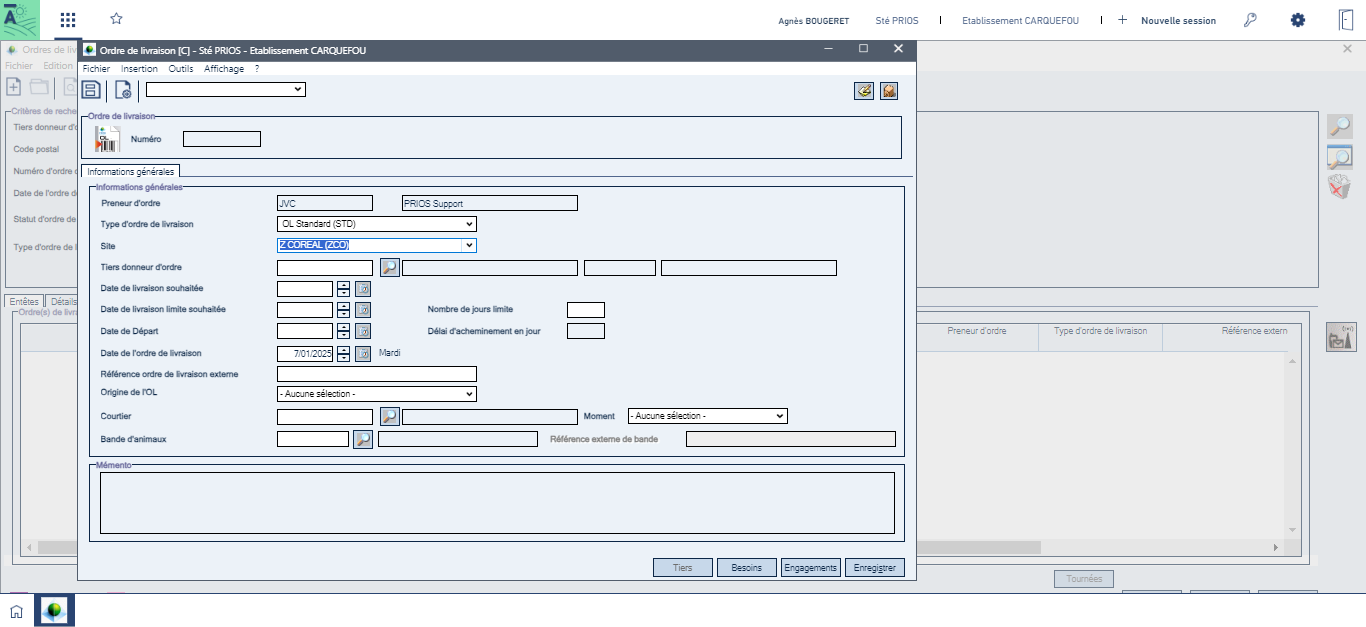 Agnès BOUGERET
Sté PRIOS
Etablissement CARQUEFOU
Nouvelle session
Ordres de liv
Fichier Edition
Critères de reche
Tiers donneur d'o
Code postal
Numéro d'ordre d
Date de l'ordre d
Statut d'ordre de
Type d'ordre de l
Entêtes Détails
Ordre(s) de livra
Ordre de livraison [C] - Sté PRIOS - Etablissement CARQUEFOU
Fichier Insertion Outils Affichage ?
Ordre de livraison
OL
Numéro
Informations générales
Informations générales
Preneur d'ordre JVC PRIOS Support
Type d'ordre de livraison OL Standard (STD)
Site Z COREAL (ZCO)
Tiers donneur d'ordre
Date de livraison souhaitée
Date de livraison limite souhaitée Nombre de jours limite
Date de Départ Délai d'acheminement en jour
Date de l'ordre de livraison 7/01/2025 Mardi
Référence ordre de livraison externe
Origine de l'OL - Aucune sélection -
Courtier Moment - Aucune sélection -
Bande d'animaux Référence externe de bande
Mémento
Tiers Besoins Engagements Enregistrer
Preneur d'ordre Type d'ordre de livraison Référence extern
Tournées